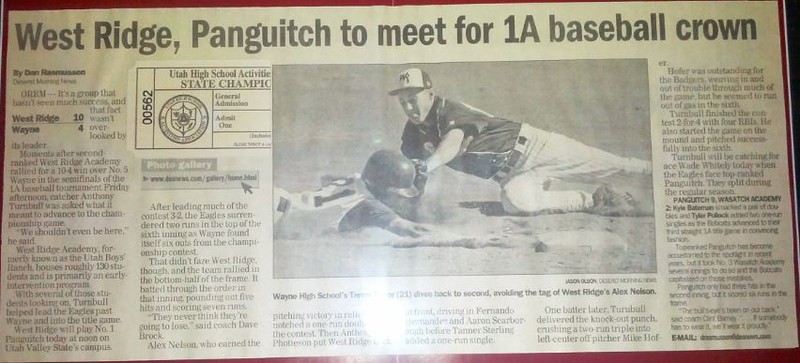 West Ridge, Panguitch to meet for 1A baseball crown
By Dan Rasmussen
Deseret Morning News
OREM — It's a group that
hasn't seen much success, and
that fact
wasn't
over-
looked by
West Ridge 10
Wayne 4
its leader.
Moments after second-
ranked West Ridge Academy
rallied for a 10-4 win over No. 5
Wayne in the semifinals of the
1A baseball tournament Friday
afternoon, catcher Anthony
Turnbull was asked what it
meant to advance to the cham-
pionship game.
"We shouldn't even be here,"
he said.
West Ridge Academy, for-
merly known as the Utah Boys'
Ranch, houses roughly 130 stu-
dents and is primarily an early-
intervention program.
With several of those stu-
dents looking on, Turnbull
helped lead the Eagles past
Wayne and into the title game.
West Ridge will play No. 1
Panguitch today at noon on
Utah Valley State's campus.
00562
Utah High School Activitie
STATE CHAMPIC
General
Admission
Admit
One
Photo gallery
www.desnews.com/gallery/home.html
After leading much of the
contest 3-2, the Eagles surren-
dered two runs in the top of the
sixth inning as Wayne found
itself six outs from the champi-
onship contest.
That didn't faze West Ridge,
though, and the team rallied in
the bottom-half of the frame. It
batted through the order in
that inning, pounding out five
hits and scoring seven runs.
"They never think they're
going to lose," said coach Dave
Brock.
Alex Nelson, who earned the
JASON OLSON, DESERET MORNING NEWS
Wayne High School's (21) dives back to second, avoiding the tag of West Ridge's Alex Nelson.
pitching victory in relief
notched a one-run double
the contest. Then Anthony
Photieson put West Ridge
in front, driving in Fernando
Hernandez and Aaron Scarbor-
ough before Tanner Sterling
added a one-run single.
One batter later, Turnbull
delivered the knock-out punch,
crushing a two-run triple into
left-center off pitcher Mike Hof-
er.
Hofer was outstanding for
the Badgers, weaving in and
out of trouble through much of
the game, but he seemed to run
out of gas in the sixth.
Turnbull finished the con-
test 2-for-4 with four RBIs. He
also started the game on the
mound and pitched success-
fully into the sixth.
Turnbull will be catching for
ace Wade Whitely today when
the Eagles face top-ranked
Panguitch. They split during
the regular season.
PANGUITCH 9, WASATCH ACADEMY
2: Kyle Bateman smacked a pair of dou-
bles and Tyler Pollock added two one-run
singles as the Bobcats advanced to their
third straight 1A title game in convincing
fashion.
Top-ranked Panguitch has become
accustomed to the spotlight in recent
years, but it took No. 3 Wasatch Academy
several innings to do so and the Bobcats
capitalized on those mistakes.
Panguitch only had three hits in the
second inning, but it scored six runs in the
frame.
"The bull's-eye's been on our back,"
said coach Clint Barney. somebody
has to wear it, we'll wear it proudly."
E-MAIL: